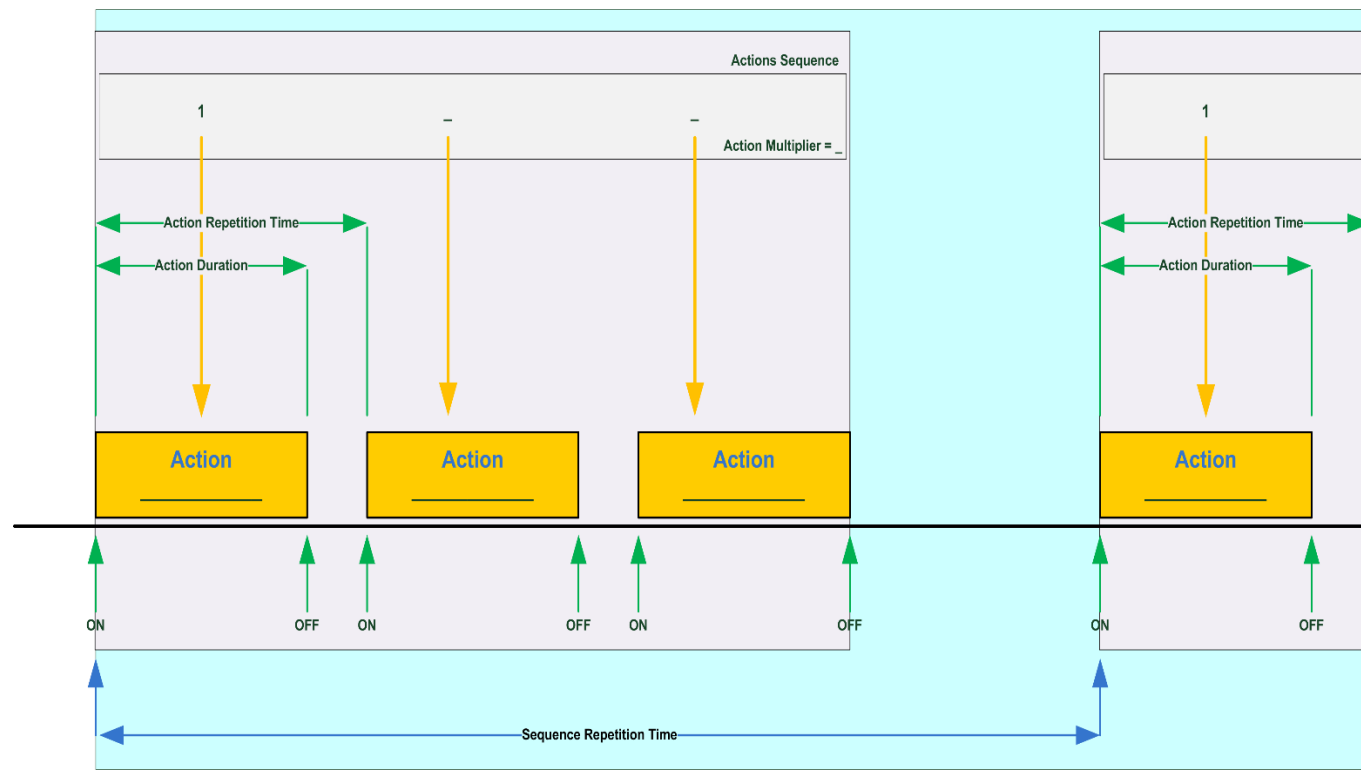 Actions Sequence
1 _ _ 1
Action Multiplier = _
Action Repetition Time Action Repetition Time
Action Duration Action Duration
Action Action Action Action
ON OFF ON OFF ON OFF ON OFF
Sequence Repetition Time